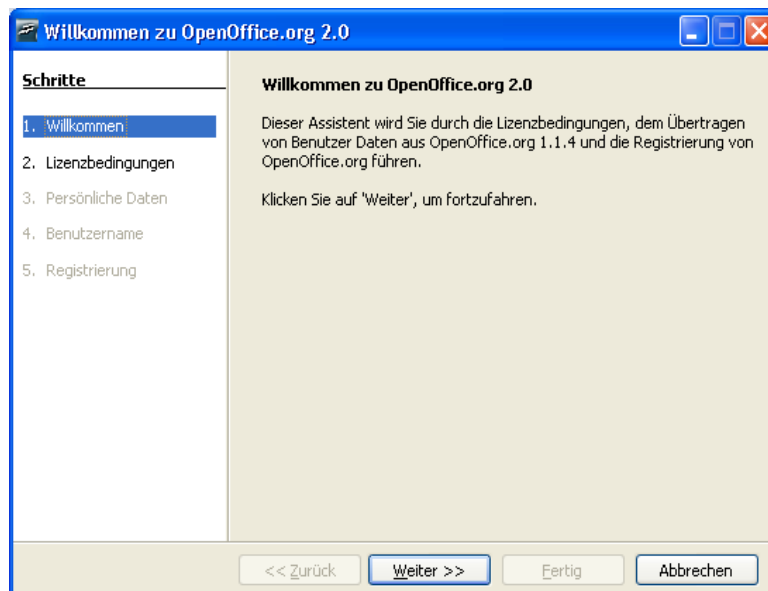 Willkommen zu OpenOffice.org 2.0
Schritte
1. Willkommen
2. Lizenzbedingungen
3. Persönliche Daten
4. Benutzername
5. Registrierung
Willkommen zu OpenOffice.org 2.0
Dieser Assistent wird Sie durch die Lizenzbedingungen, dem Übertragen
von Benutzer Daten aus OpenOffice.org 1.1.4 und die Registrierung von
OpenOffice.org führen.
Klicken Sie auf 'Weiter', um fortzufahren.
<< Zurück
Weiter >>
Fertig
Abbrechen